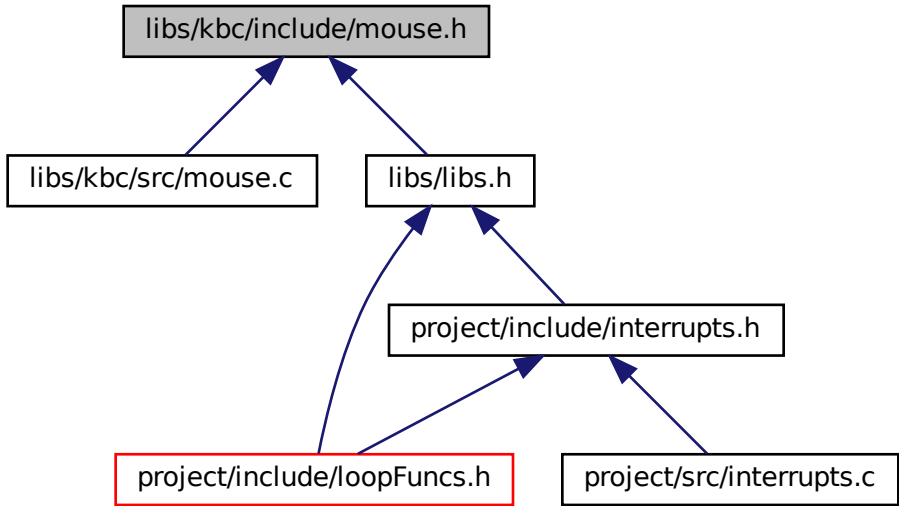 libs/kbc/include/mouse.h
libs/kbc/src/mouse.c
libs/libs.h
project/include/interrupts.h
project/include/loopFuncs.h
project/src/interrupts.c